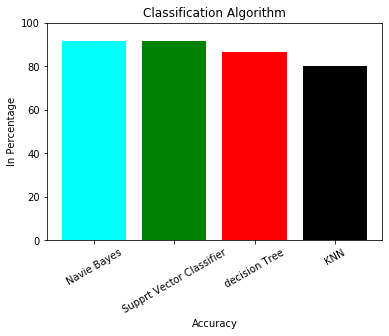 Classification Algorithm
100
80
60
40
20
0
In Percentage
Navie Bayes
Supprt Vector Classifier
decision Tree
KNN
Accuracy